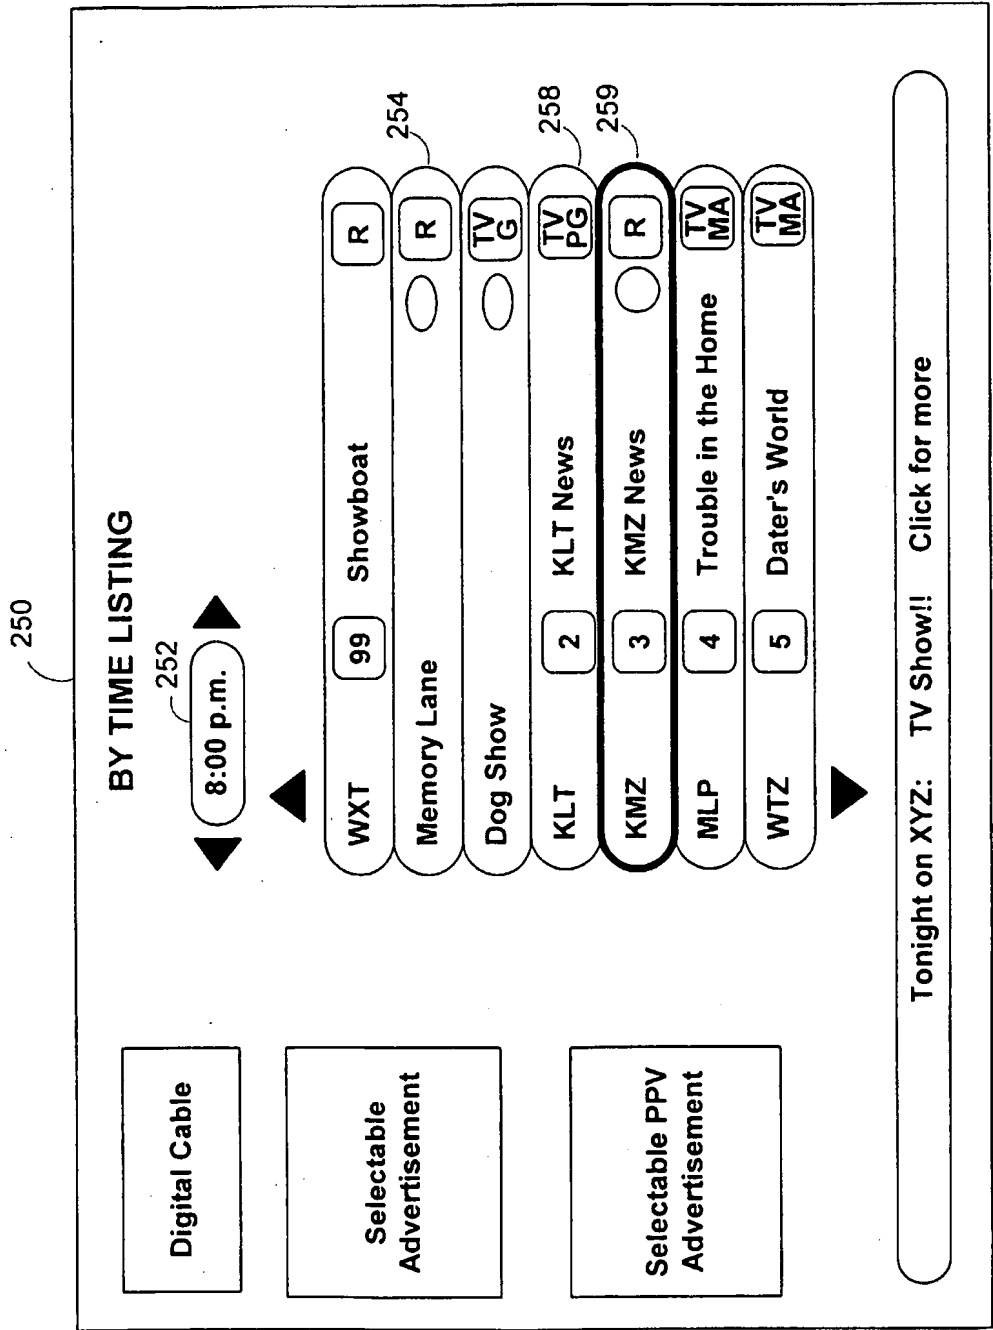 250
BY TIME LISTING
252
8:00 p.m.
Digital Cable
Selectable
Advertisement
Selectable PPV
Advertisement
WXT 99 Showboat R
Memory Lane R 254
Dog Show TV G
KLT 2 KLT News TV PG 258
KMZ 3 KMZ News R 259
MLP 4 Trouble in the Home TV MA
WTZ 5 Dater's World TV MA
Tonight on XYZ: TV Show!! Click for more